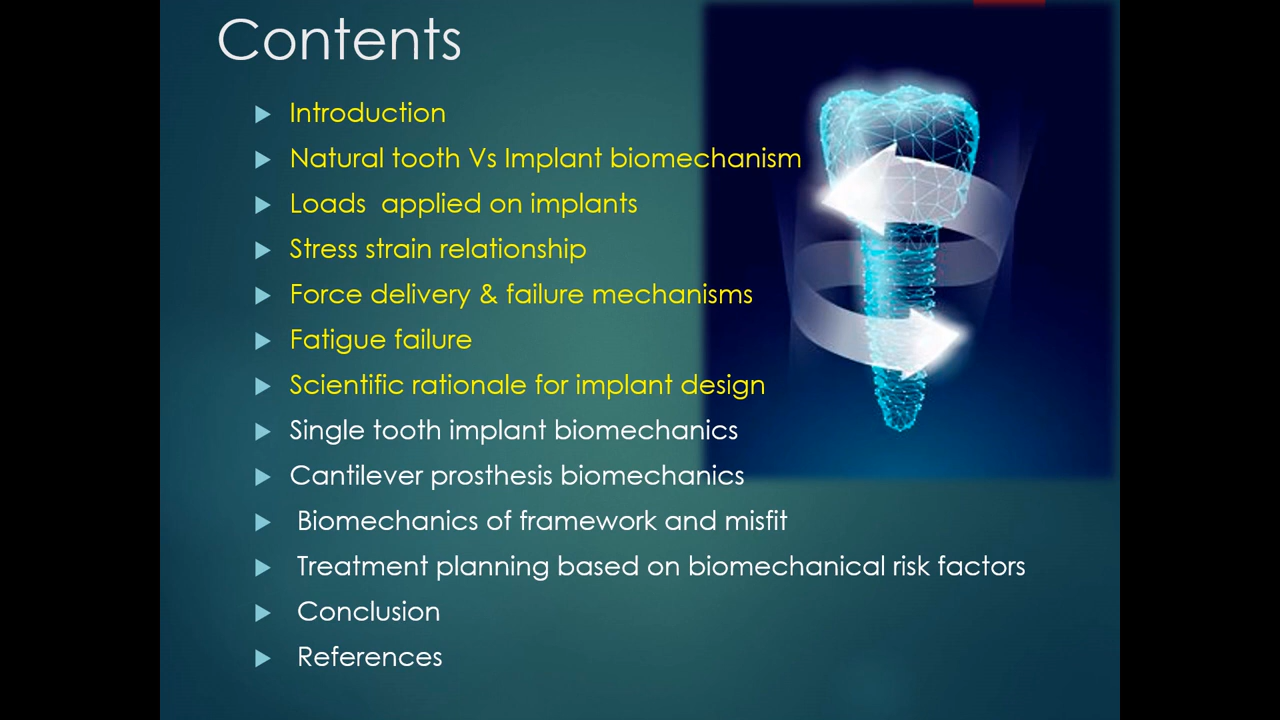 Contents
Introduction
Natural tooth Vs Implant biomechanism
Loads  applied on implants
Stress strain relationship
Force delivery & failure mechanisms
Fatigue failure
Scientific rationale for implant design
Single tooth implant biomechanics
Cantilever prosthesis biomechanics
Biomechanics of framework and misfit
Treatment planning based on biomechanical risk factors
Conclusion
References